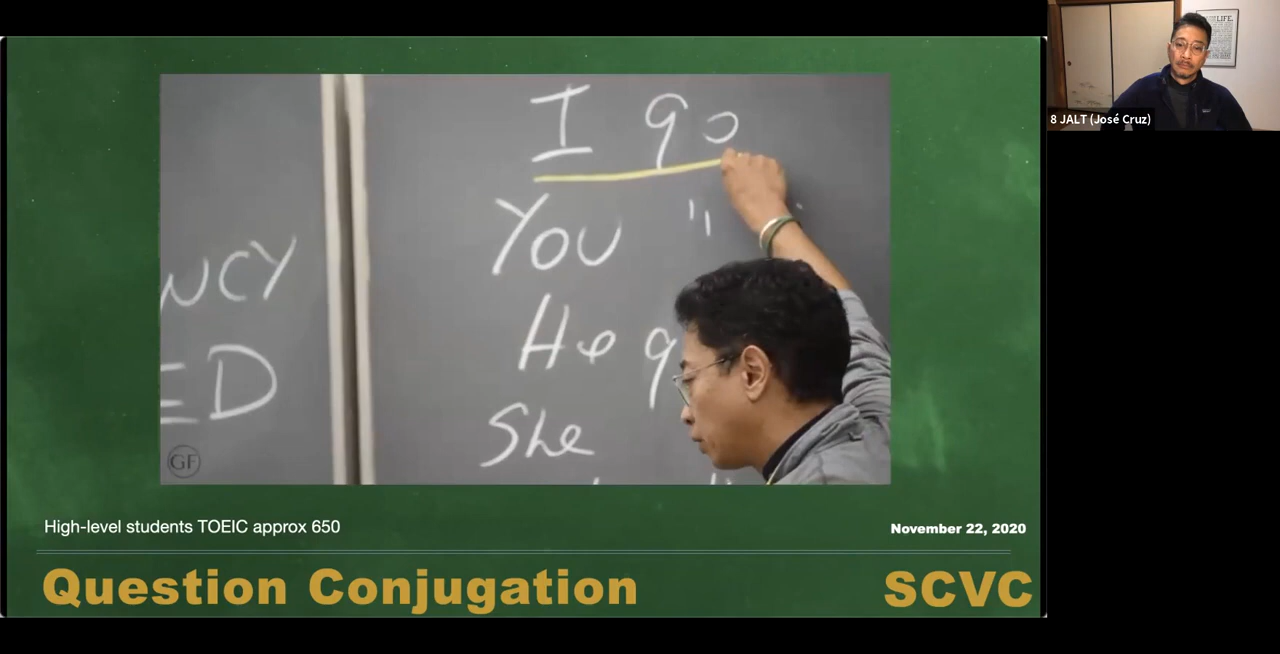 I go
You "
NCY
He g
ED
She
GF
High-level students TOEIC approx 650
November 22, 2020
Question Conjugation
SCVC
LIFE.
8 JALT (José Cruz)